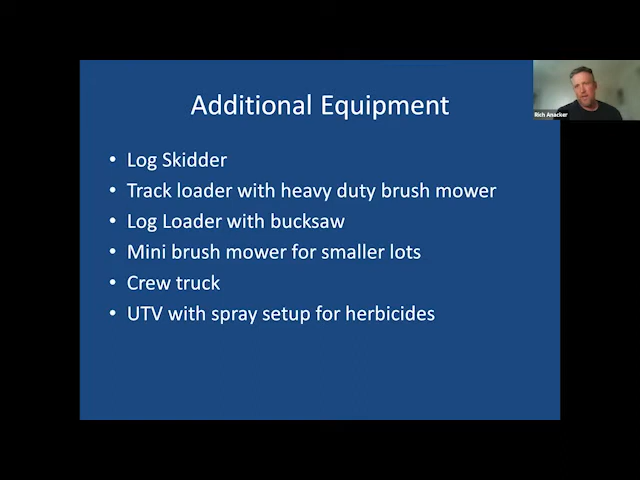 Additional Equipment
• Log Skidder
• Track loader with heavy duty brush mower
• Log Loader with bucksaw
• Mini brush mower for smaller lots
• Crew truck
• UTV with spray setup for herbicides
Rich Anacker